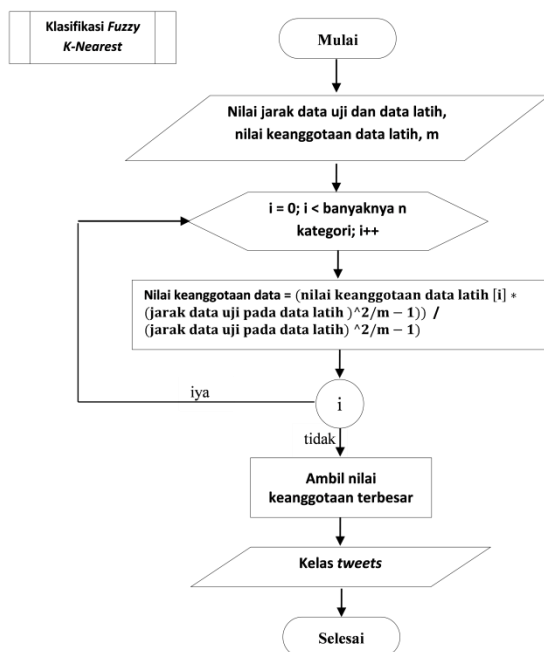 Klasifikasi Fuzzy
K-Nearest
Mulai
Nilai jarak data uji dan data latih,
nilai keanggotaan data latih, m
i = 0; i < banyaknya n
kategori; i++
Nilai keanggotaan data = (nilai keanggotaan data latih [i] *
(jarak data uji pada data latih )^2/m − 1)) /
(jarak data uji pada data latih) ^2/m − 1)
iya
i
tidak
Ambil nilai
keanggotaan terbesar
Kelas tweets
Selesai